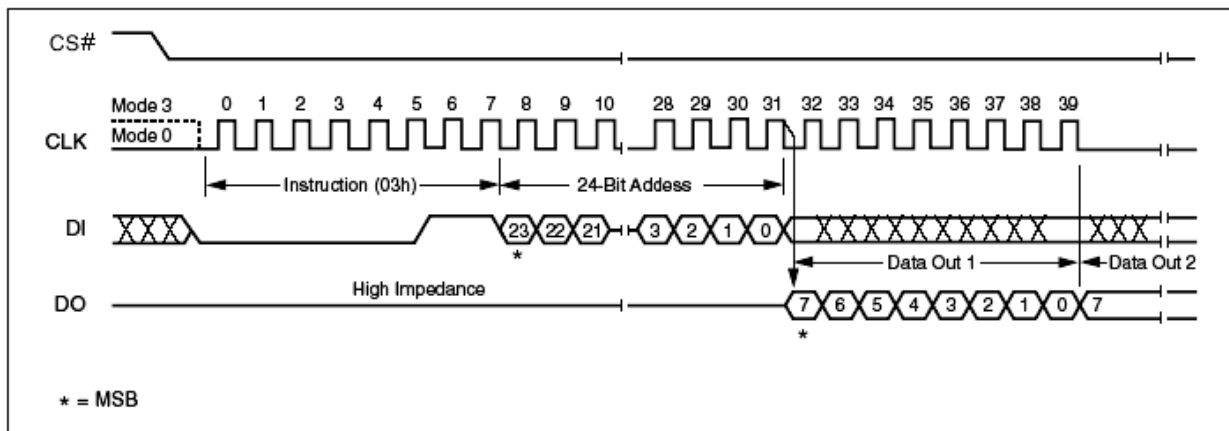 CS#
Mode 3
0 1 2 3 4 5 6 7 8 9 10 28 29 30 31 32 33 34 35 36 37 38 39
CLK
Mode 0
Instruction (03h) 24-Bit Addess
DI
23 22 21 3 2 1 0
*
Data Out 1 Data Out 2
High Impedance
DO
7 6 5 4 3 2 1 0 7
*
* = MSB